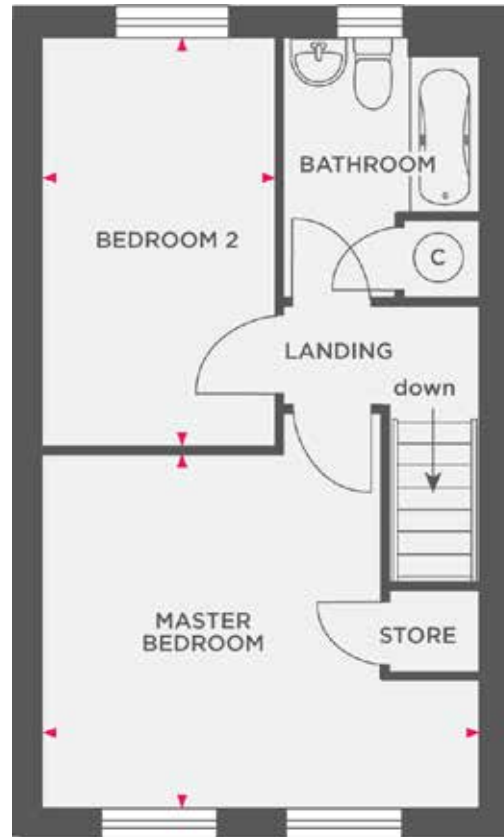 BATHROOM
BEDROOM 2
C
LANDING
down
MASTER
BEDROOM
STORE